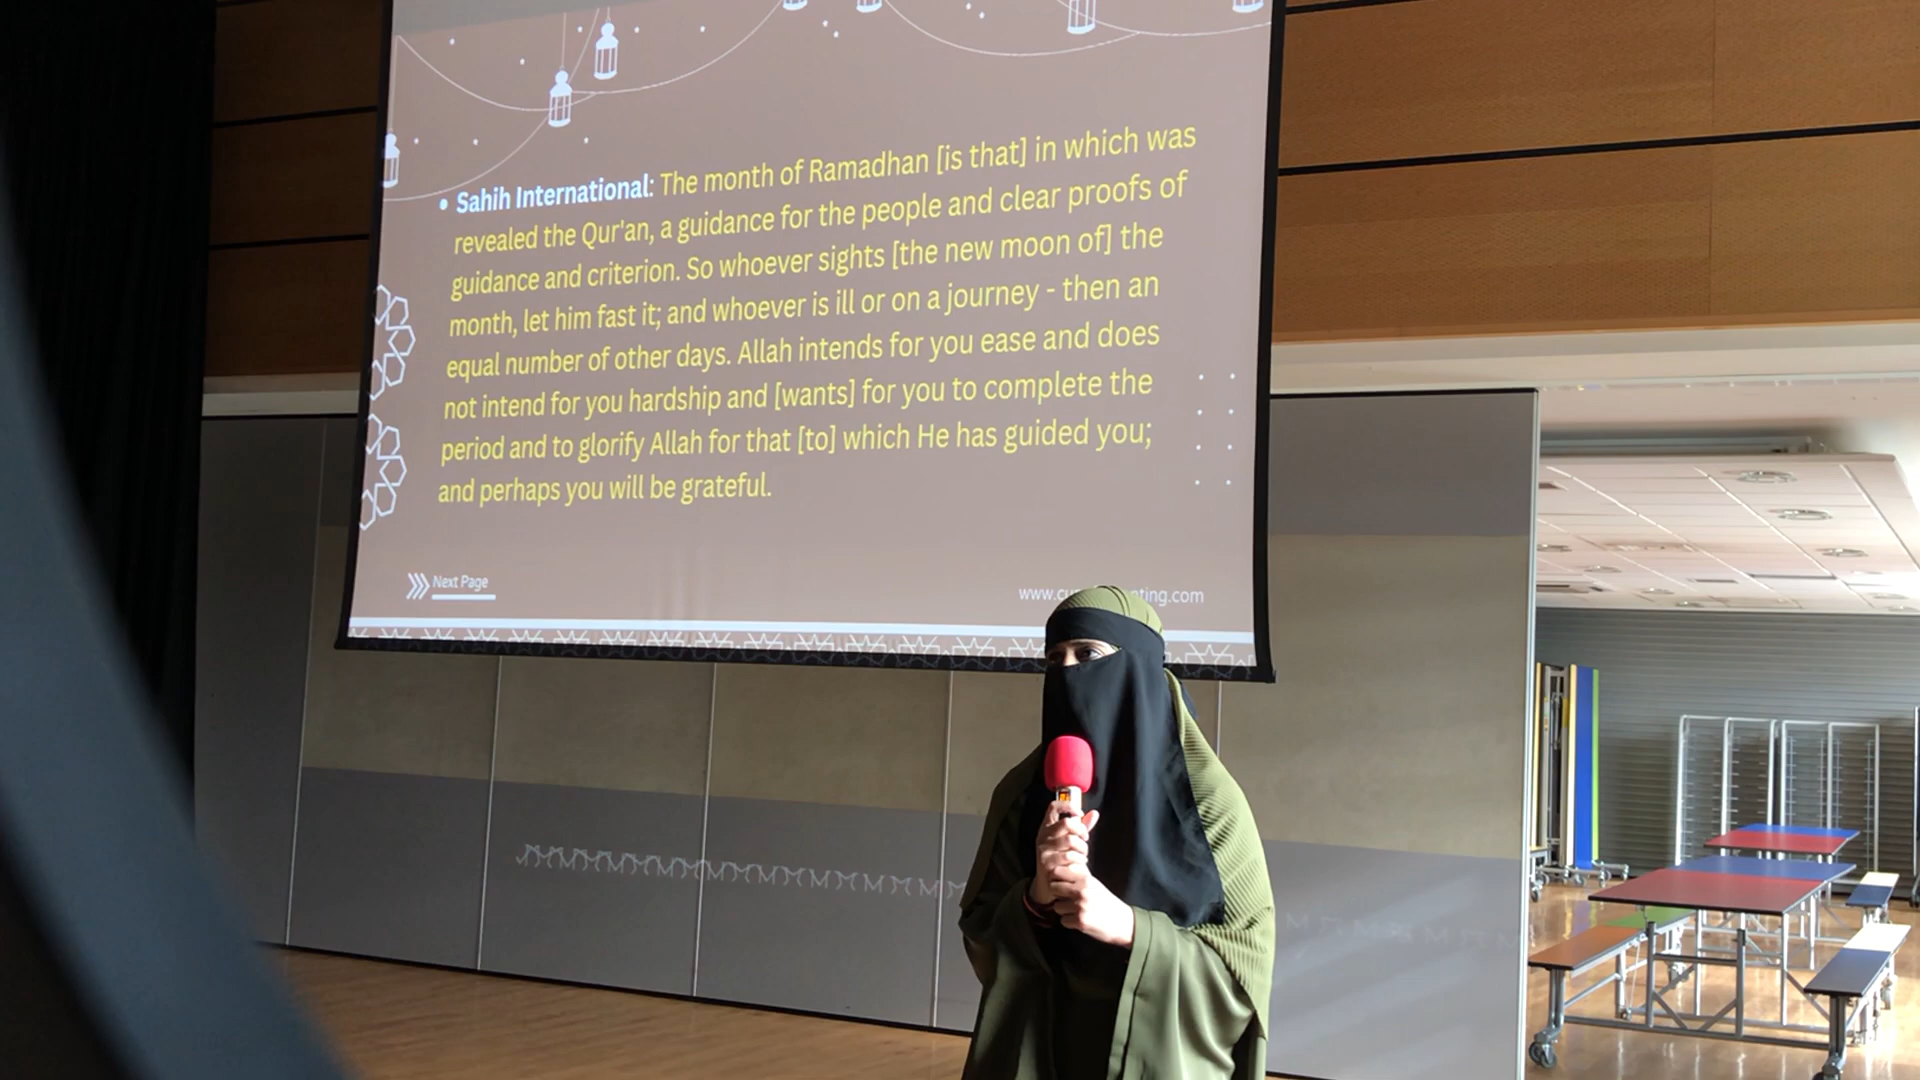 • Sahih International: The month of Ramadhan [is that] in which was
revealed the Qur'an, a guidance for the people and clear proofs of
guidance and criterion. So whoever sights [the new moon of] the
month, let him fast it; and whoever is ill or on a journey - then an
equal number of other days. Allah intends for you ease and does
not intend for you hardship and [wants] for you to complete the
period and to glorify Allah for that [to] which He has guided you;
and perhaps you will be grateful.
Next Page